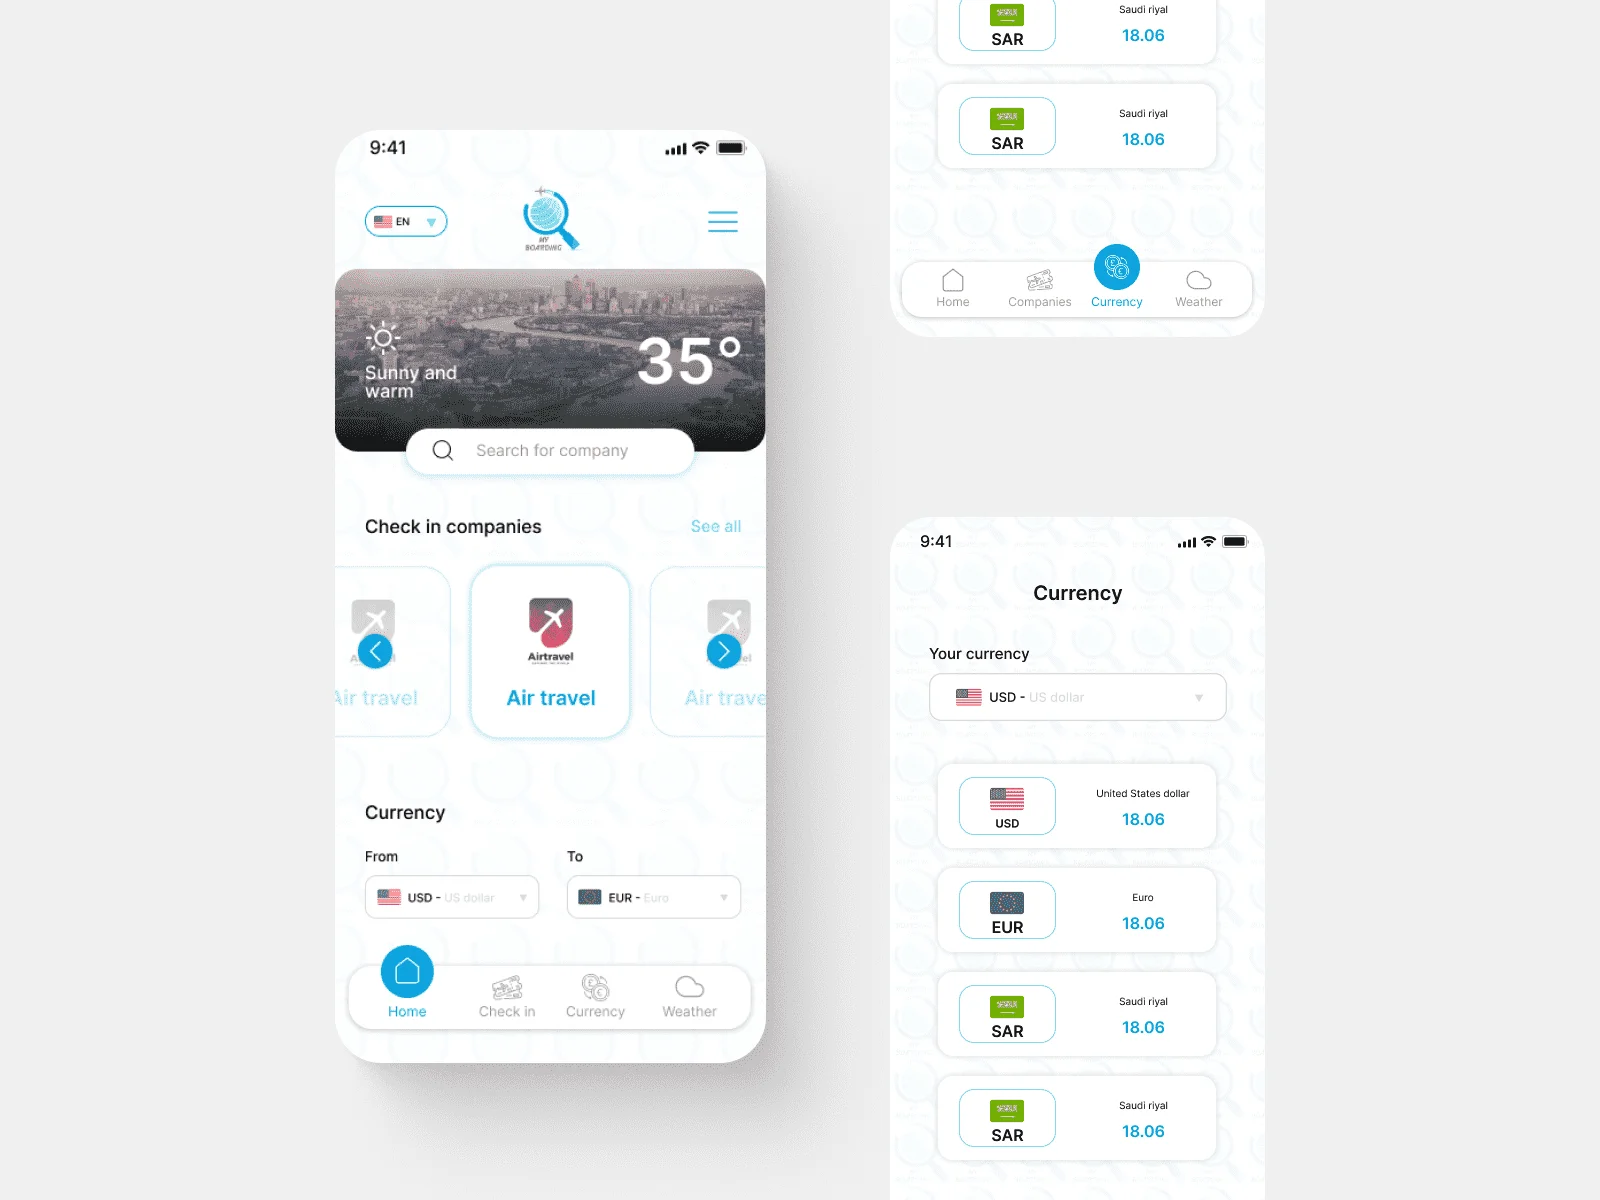 9:41
EN
MY
BOARDING
Sunny and
warm
35°
Search for company
Check in companies
See all
Airtravel
Air travel
Air travel
Air trave
Currency
From
To
USD - US dollar
EUR - Euro
Home
Check in
Currency
Weather
Saudi riyal
SAR
18.06
Saudi riyal
SAR
18.06
Home
Companies
Currency
Weather
9:41
Currency
Your currency
USD - US dollar
United States dollar
USD
18.06
Euro
EUR
18.06
Saudi riyal
SAR
18.06
Saudi riyal
SAR
18.06